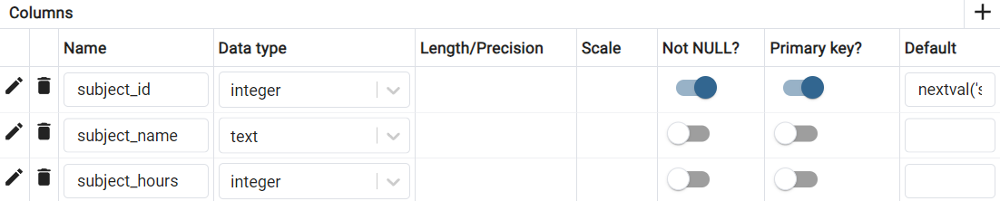 Columns
Name Data type Length/Precision Scale Not NULL? Primary key? Default
subject_id integer nextval('s
subject_name text
subject_hours integer